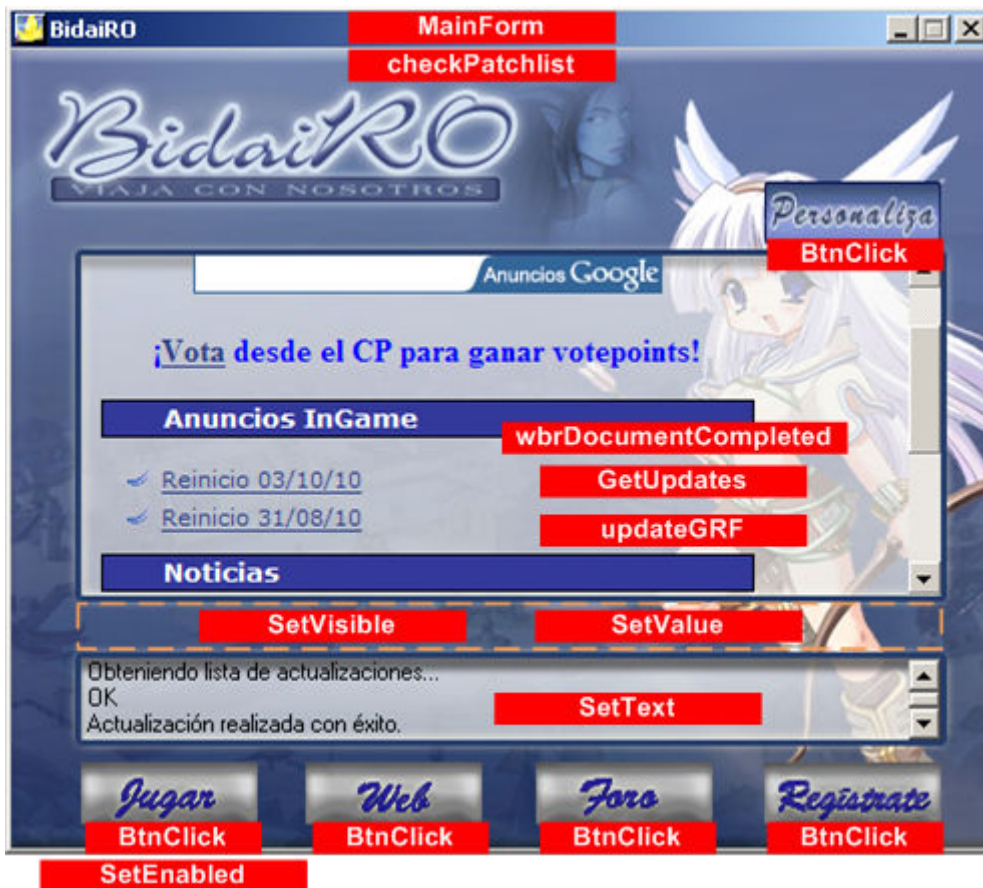 BidaiRO
MainForm
checkPatchlist
BidaiRO
VIAJA CON NOSOTROS
Personaliza
BtnClick
Anuncios Google
¡Vota desde el CP para ganar votepoints!
Anuncios InGame
wbrDocumentCompleted
Reinicio 03/10/10
GetUpdates
Reinicio 31/08/10
updateGRF
Noticias
SetVisible
SetValue
Obteniendo lista de actualizaciones...
OK
SetText
Actualización realizada con éxito.
Jugar
Web
Foro
Regístrate
BtnClick
BtnClick
BtnClick
BtnClick
SetEnabled